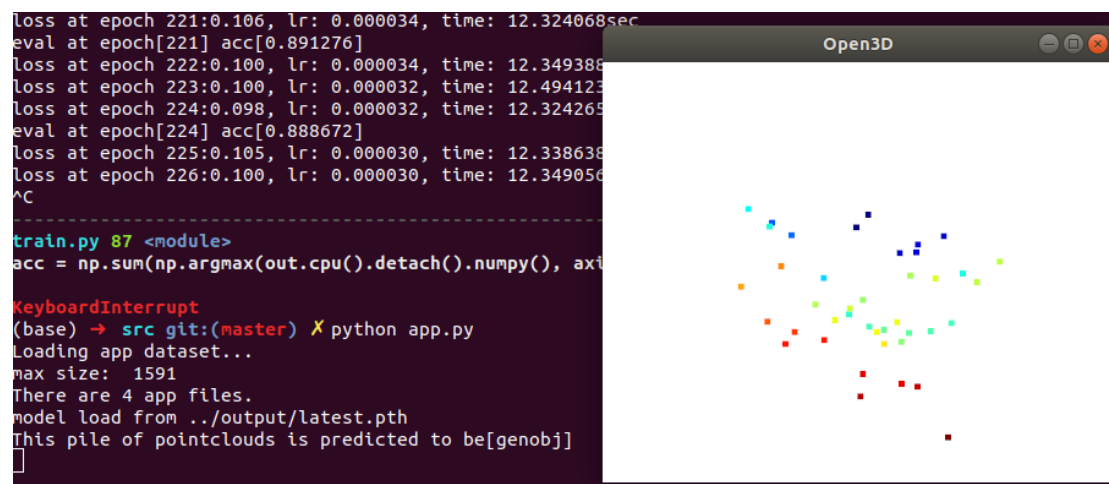 loss at epoch 221:0.106, lr: 0.000034, time: 12.324068sec
eval at epoch[221] acc[0.891276]
loss at epoch 222:0.100, lr: 0.000034, time: 12.349388
loss at epoch 223:0.100, lr: 0.000032, time: 12.494123
loss at epoch 224:0.098, lr: 0.000032, time: 12.324265
eval at epoch[224] acc[0.888672]
loss at epoch 225:0.105, lr: 0.000030, time: 12.338638
loss at epoch 226:0.100, lr: 0.000030, time: 12.349056
^C
--------------------------------------------------------
train.py 87 <module>
acc = np.sum(np.argmax(out.cpu().detach().numpy(), axi
KeyboardInterrupt
(base) → src git:(master) ✗ python app.py
Loading app dataset...
max size:  1591
There are 4 app files.
model load from ../output/latest.pth
This pile of pointclouds is predicted to be[genobj]
Open3D